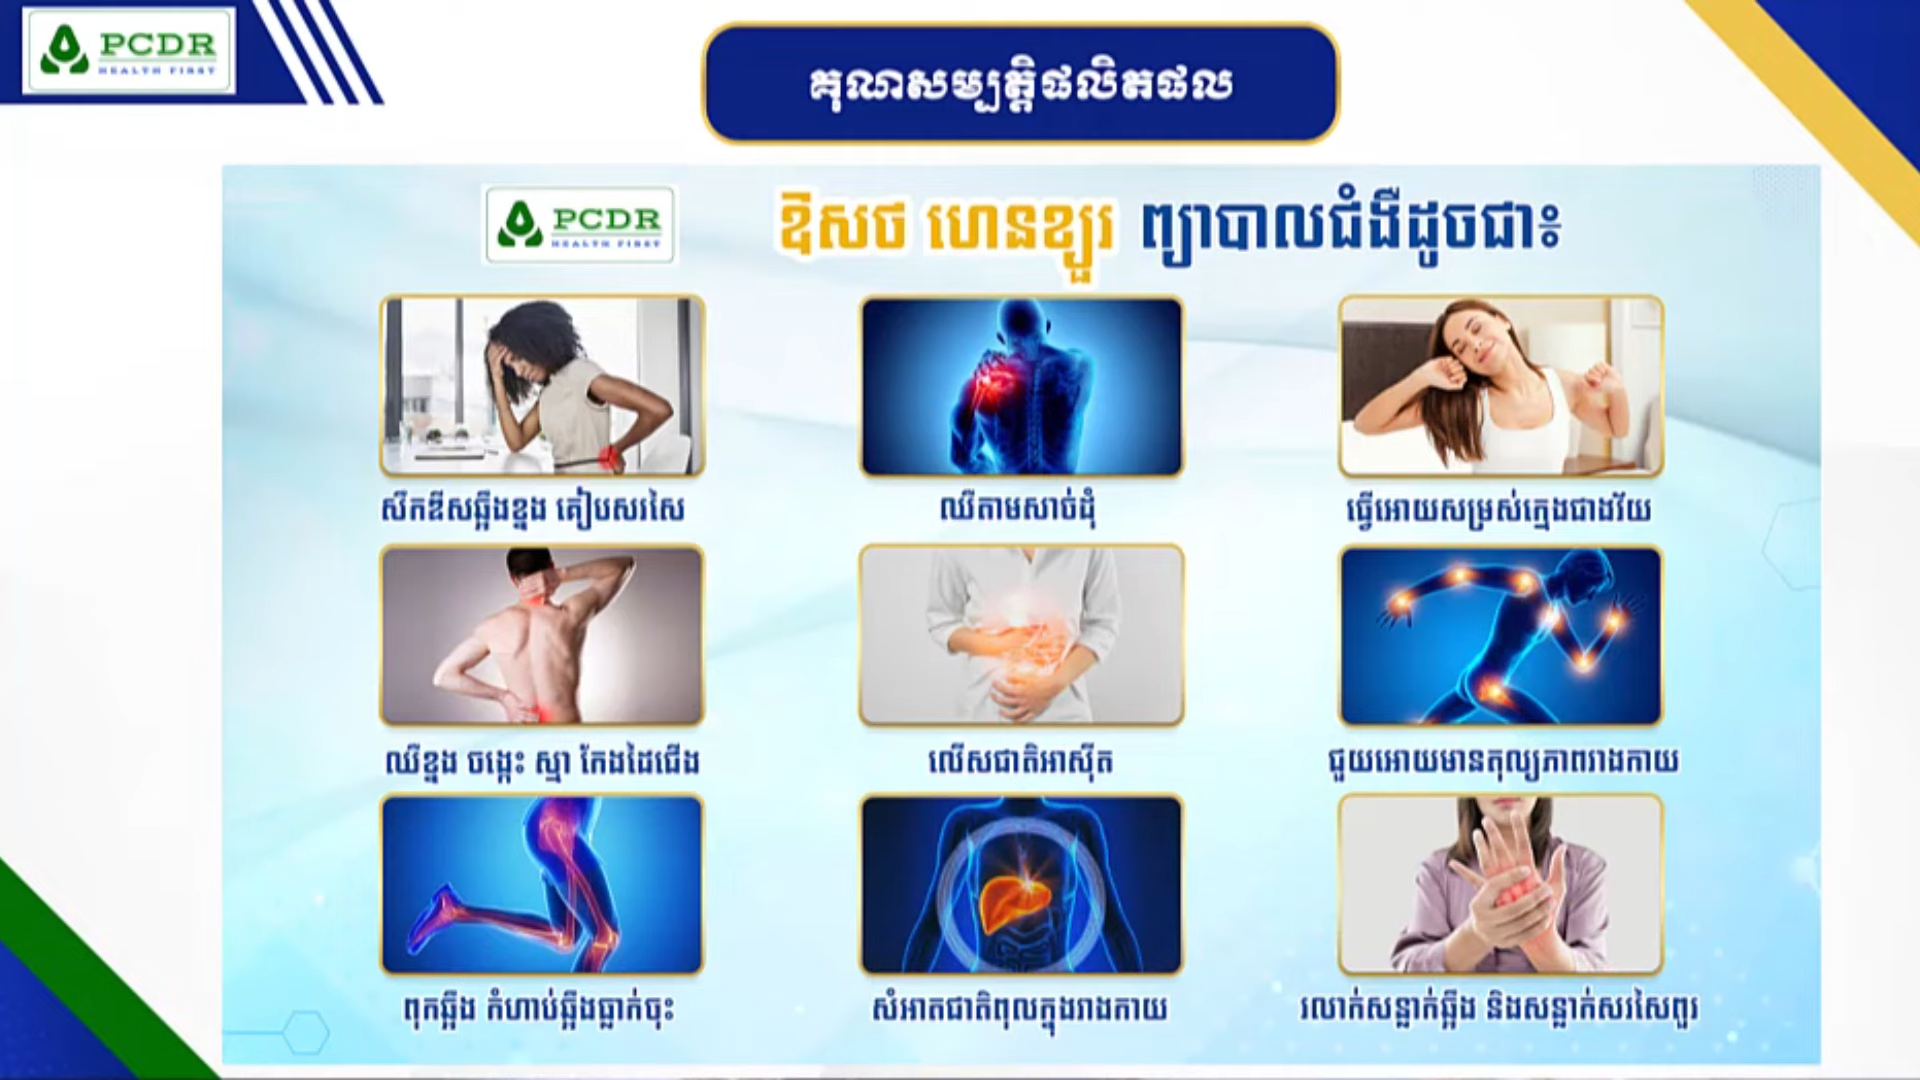 PCDR
HEALTH FIRST
គុណសម្បត្តិផលិតផល
PCDR
HEALTH FIRST
ឱសថ ហេនខ្យួរ ព្យាបាលជំងឺដូចជា៖
សឹកឌីសឆ្អឹងខ្នង គៀបសរសៃ
ឈឺតាមសាច់ដុំ
ធ្វើអោយសម្រស់ក្មេងជាងវ័យ
ឈឺខ្នង ចង្កេះ ស្មា កែងដៃជើង
លើសជាតិអាស៊ីត
ជួយអោយមានតុល្យភាពរាងកាយ
ពុកឆ្អឹង កំហាប់ឆ្អឹងធ្លាក់ចុះ
សំអាតជាតិពុលក្នុងរាងកាយ
រលាក់សន្លាក់ឆ្អឹង និងសន្លាក់សរសៃពួរ